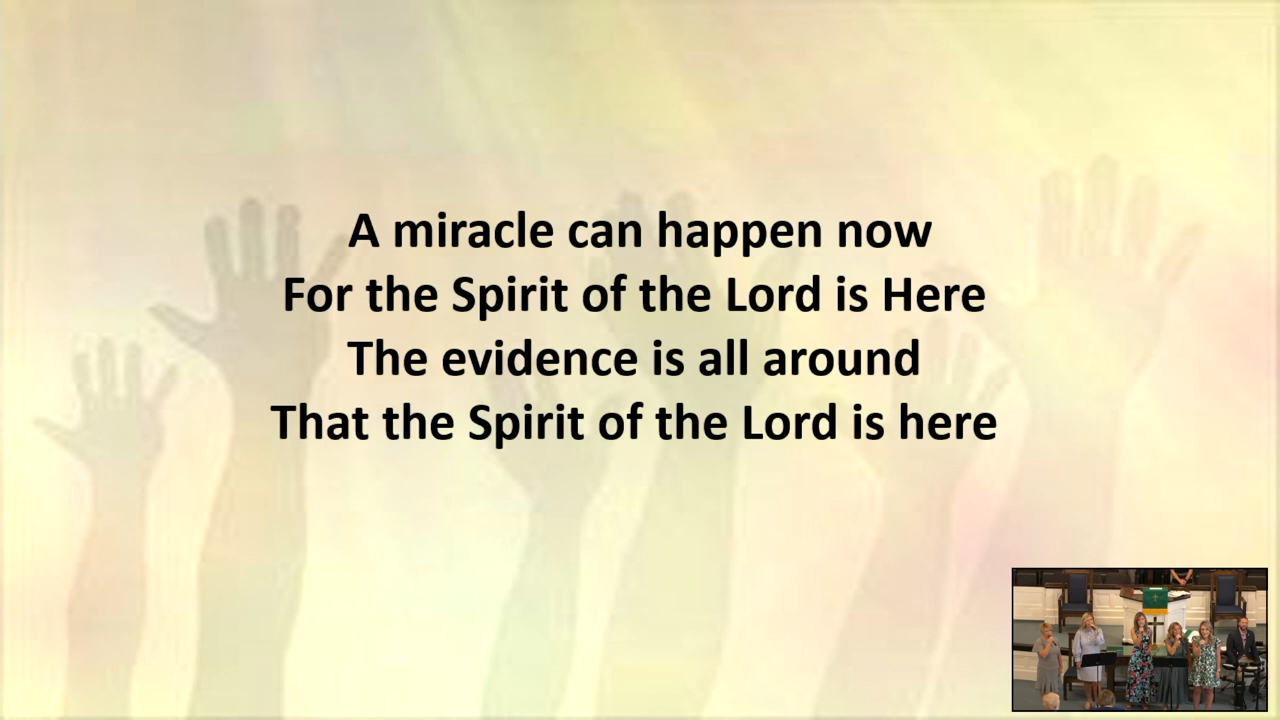 A miracle can happen now
For the Spirit of the Lord is Here
The evidence is all around
That the Spirit of the Lord is here